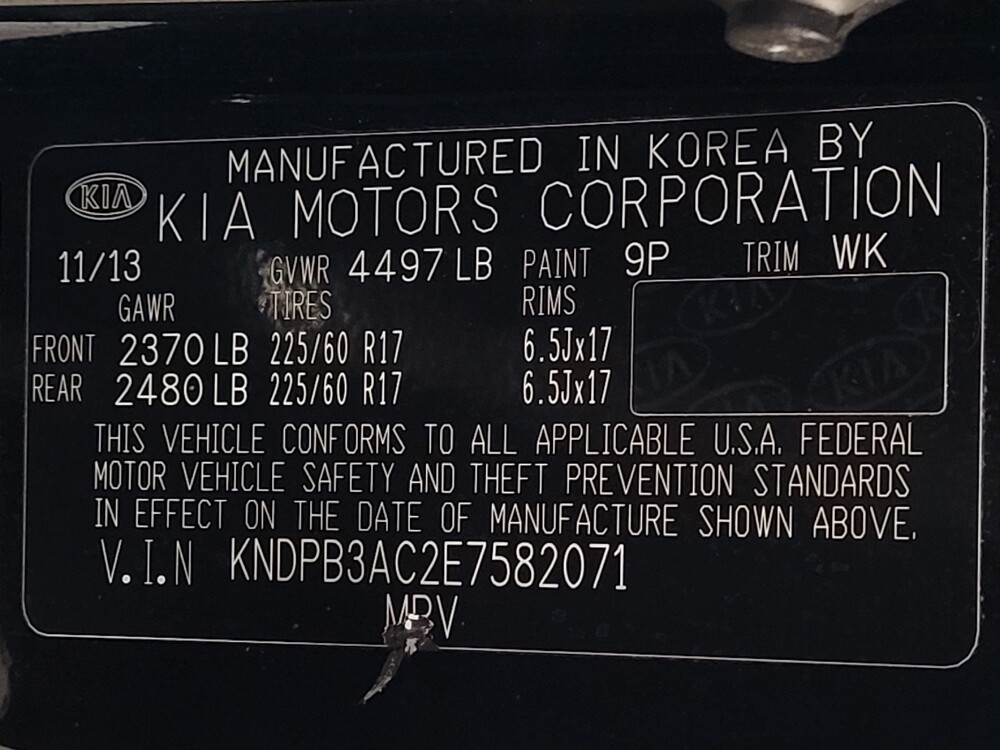 MANUFACTURED IN KOREA BY
KIA KIA MOTORS CORPORATION
11/13 GVWR 4497 LB PAINT 9P TRIM WK
GAWR TIRES RIMS
FRONT 2370 LB 225/60 R17 6.5Jx17
REAR 2480 LB 225/60 R17 6.5Jx17
KIA KIA KIA
THIS VEHICLE CONFORMS TO ALL APPLICABLE U.S.A. FEDERAL
MOTOR VEHICLE SAFETY AND THEFT PREVENTION STANDARDS
IN EFFECT ON THE DATE OF MANUFACTURE SHOWN ABOVE.
V.I.N KNDPB3AC2E7582071
MPV